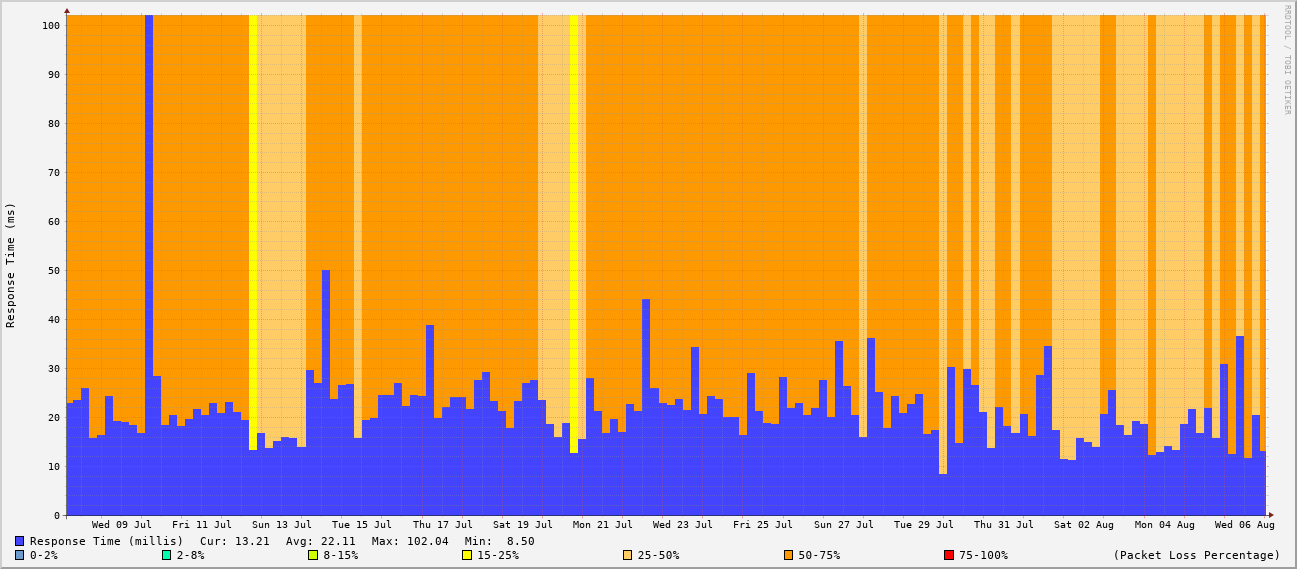 RRDTOOL / TOBI OETIKER
Response Time (ms)
100
90
80
70
60
50
40
30
20
10
0
Wed 09 Jul Fri 11 Jul Sun 13 Jul Tue 15 Jul Thu 17 Jul Sat 19 Jul Mon 21 Jul Wed 23 Jul Fri 25 Jul Sun 27 Jul Tue 29 Jul Thu 31 Jul Sat 02 Aug Mon 04 Aug Wed 06 Aug
Response Time (millis) Cur: 13.21 Avg: 22.11 Max: 102.04 Min: 8.50
0-2% 2-8% 8-15% 15-25% 25-50% 50-75% 75-100% (Packet Loss Percentage)